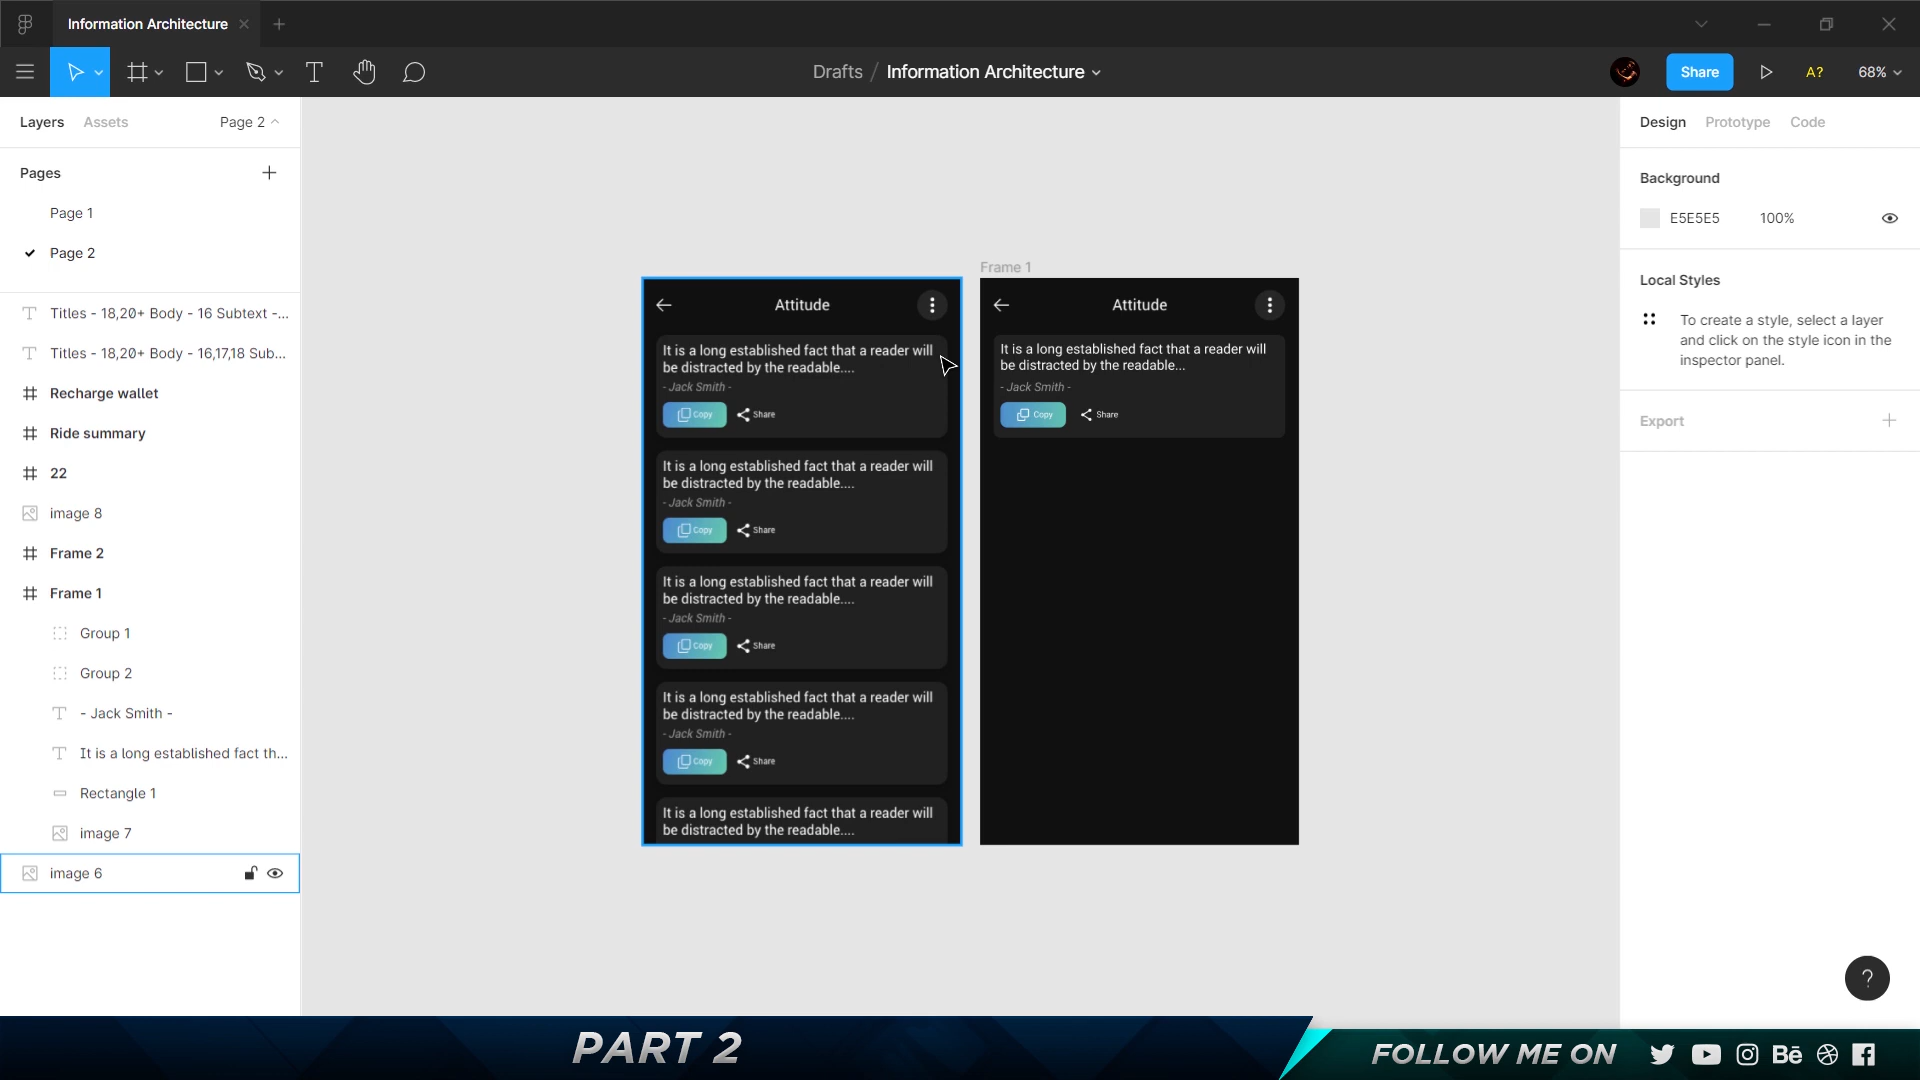 Information Architecture
Drafts / Information Architecture
Share
A?
68%
Layers
Assets
Page 2
Pages
Page 1
Page 2
Titles - 18,20+ Body - 16 Subtext -...
Titles - 18,20+ Body - 16,17,18 Sub...
Recharge wallet
Ride summary
22
image 8
Frame 2
Frame 1
Group 1
Group 2
- Jack Smith -
It is a long established fact th...
Rectangle 1
image 7
image 6
Attitude
It is a long established fact that a reader will
be distracted by the readable....
- Jack Smith -
Copy
Share
It is a long established fact that a reader will
be distracted by the readable....
- Jack Smith -
Copy
Share
It is a long established fact that a reader will
be distracted by the readable....
- Jack Smith -
Copy
Share
It is a long established fact that a reader will
be distracted by the readable....
- Jack Smith -
Copy
Share
It is a long established fact that a reader will
be distracted by the readable....
Frame 1
Attitude
It is a long established fact that a reader will
be distracted by the readable...
- Jack Smith -
Copy
Share
Design
Prototype
Code
Background
E5E5E5
100%
Local Styles
To create a style, select a layer
and click on the style icon in the
inspector panel.
Export
?
PART 2
FOLLOW ME ON
Bē